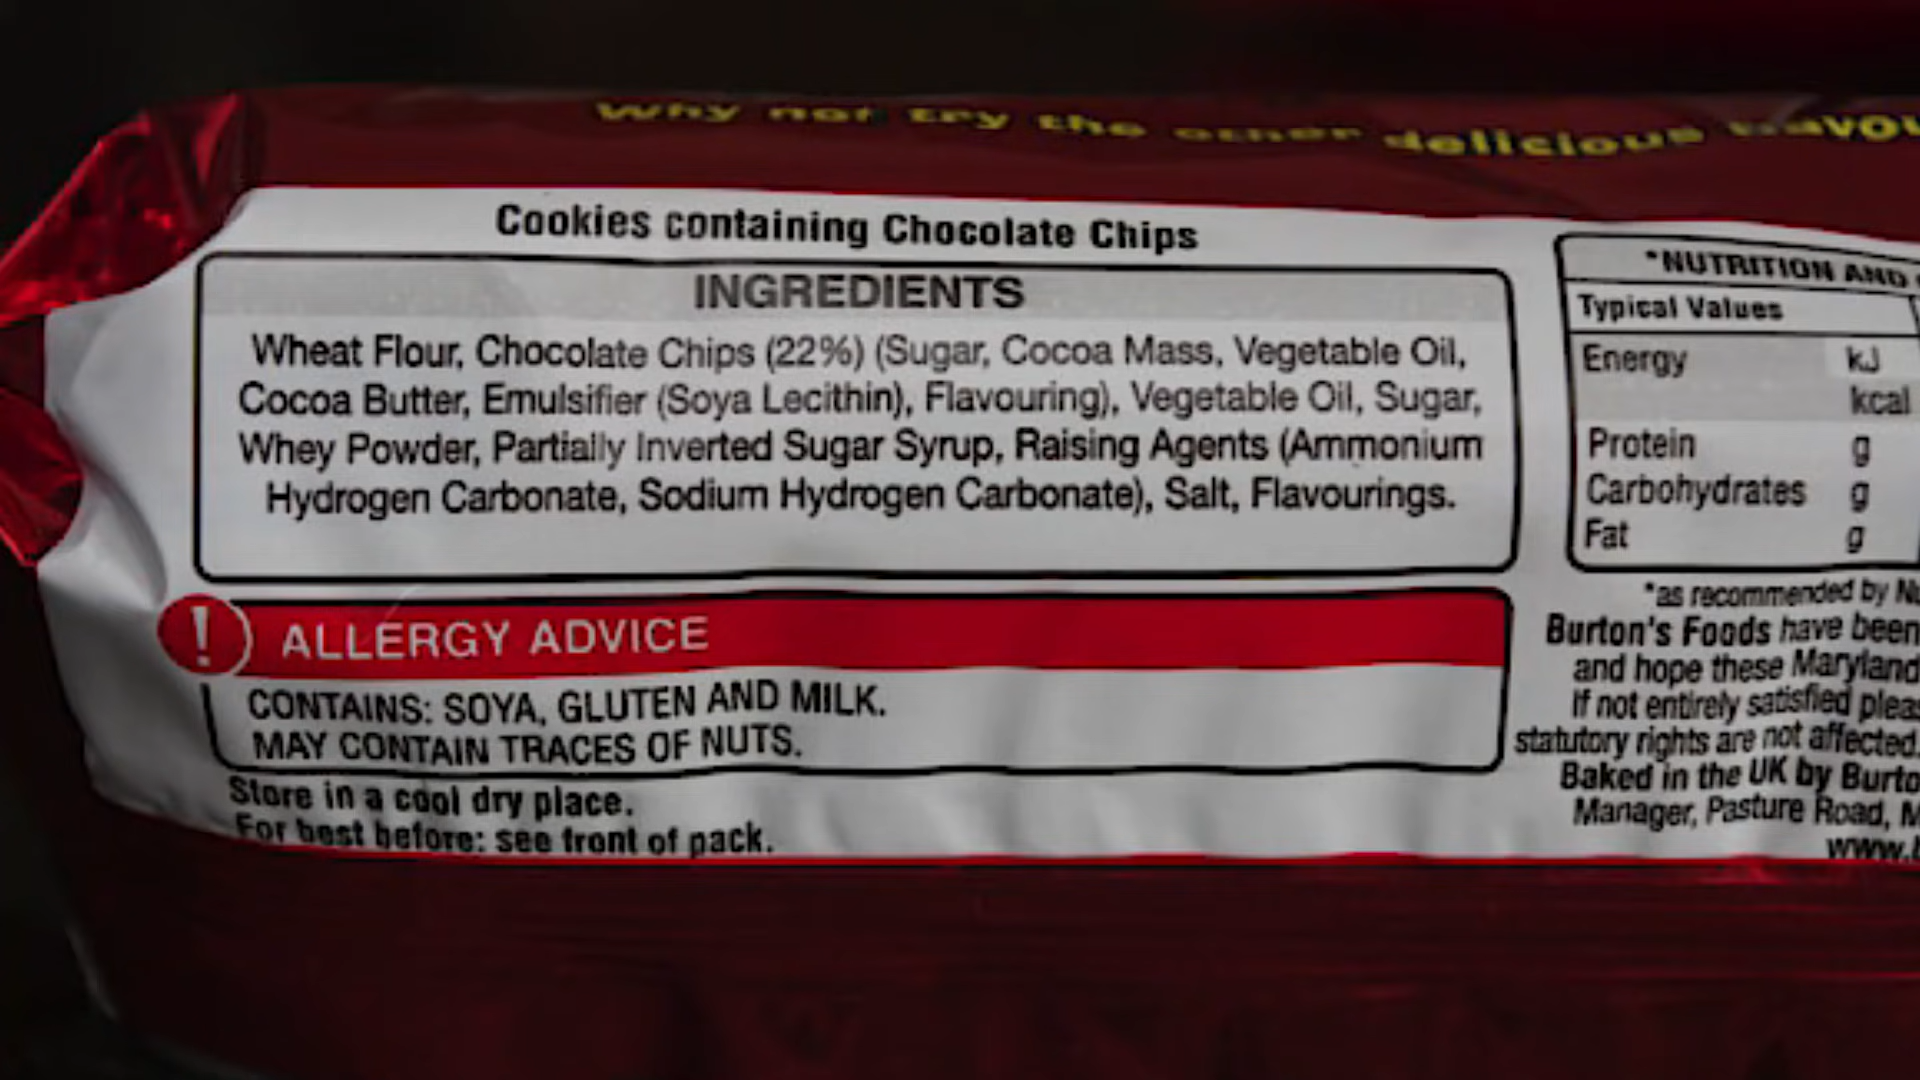 Why not try the other delicious
Cookies containing Chocolate Chips
INGREDIENTS
Wheat Flour, Chocolate Chips (22%) (Sugar, Cocoa Mass, Vegetable Oil,
Cocoa Butter, Emulsifier (Soya Lecithin), Flavouring), Vegetable Oil, Sugar,
Whey Powder, Partially Inverted Sugar Syrup, Raising Agents (Ammonium
Hydrogen Carbonate, Sodium Hydrogen Carbonate), Salt, Flavourings.
! ALLERGY ADVICE
CONTAINS: SOYA, GLUTEN AND MILK.
MAY CONTAIN TRACES OF NUTS.
Store in a cool dry place.
For best before: see front of pack.
*NUTRITION AND
Typical Values
Energy kJ
kcal
Protein g
Carbohydrates g
Fat g
*as recommended by
Burton's Foods have been
and hope these Maryland
If not entirely satisfied
statutory rights are not affected.
Baked in the UK by
Manager, Pasture Road,
www.